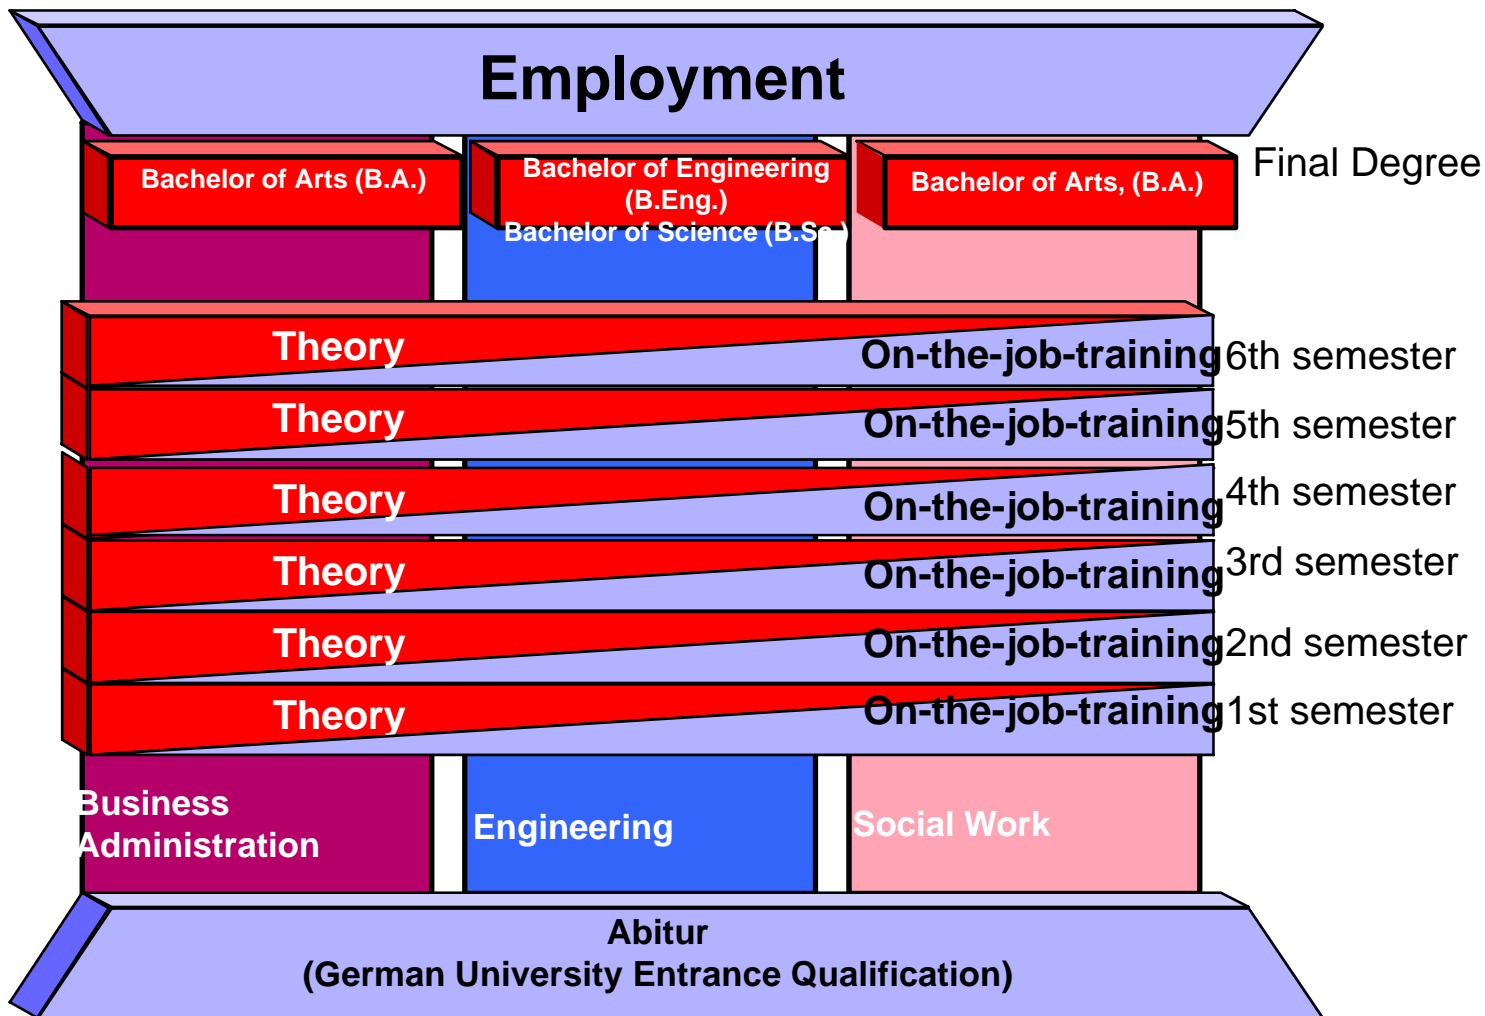 Employment
Bachelor of Arts (B.A.)
Bachelor of Engineering
(B.Eng.)
Bachelor of Science (B.Sc.)
Bachelor of Arts, (B.A.)
Final Degree
Theory
On-the-job-training
6th semester
Theory
On-the-job-training
5th semester
Theory
On-the-job-training
4th semester
Theory
On-the-job-training
3rd semester
Theory
On-the-job-training
2nd semester
Theory
On-the-job-training
1st semester
Business
Administration
Engineering
Social Work
Abitur
(German University Entrance Qualification)